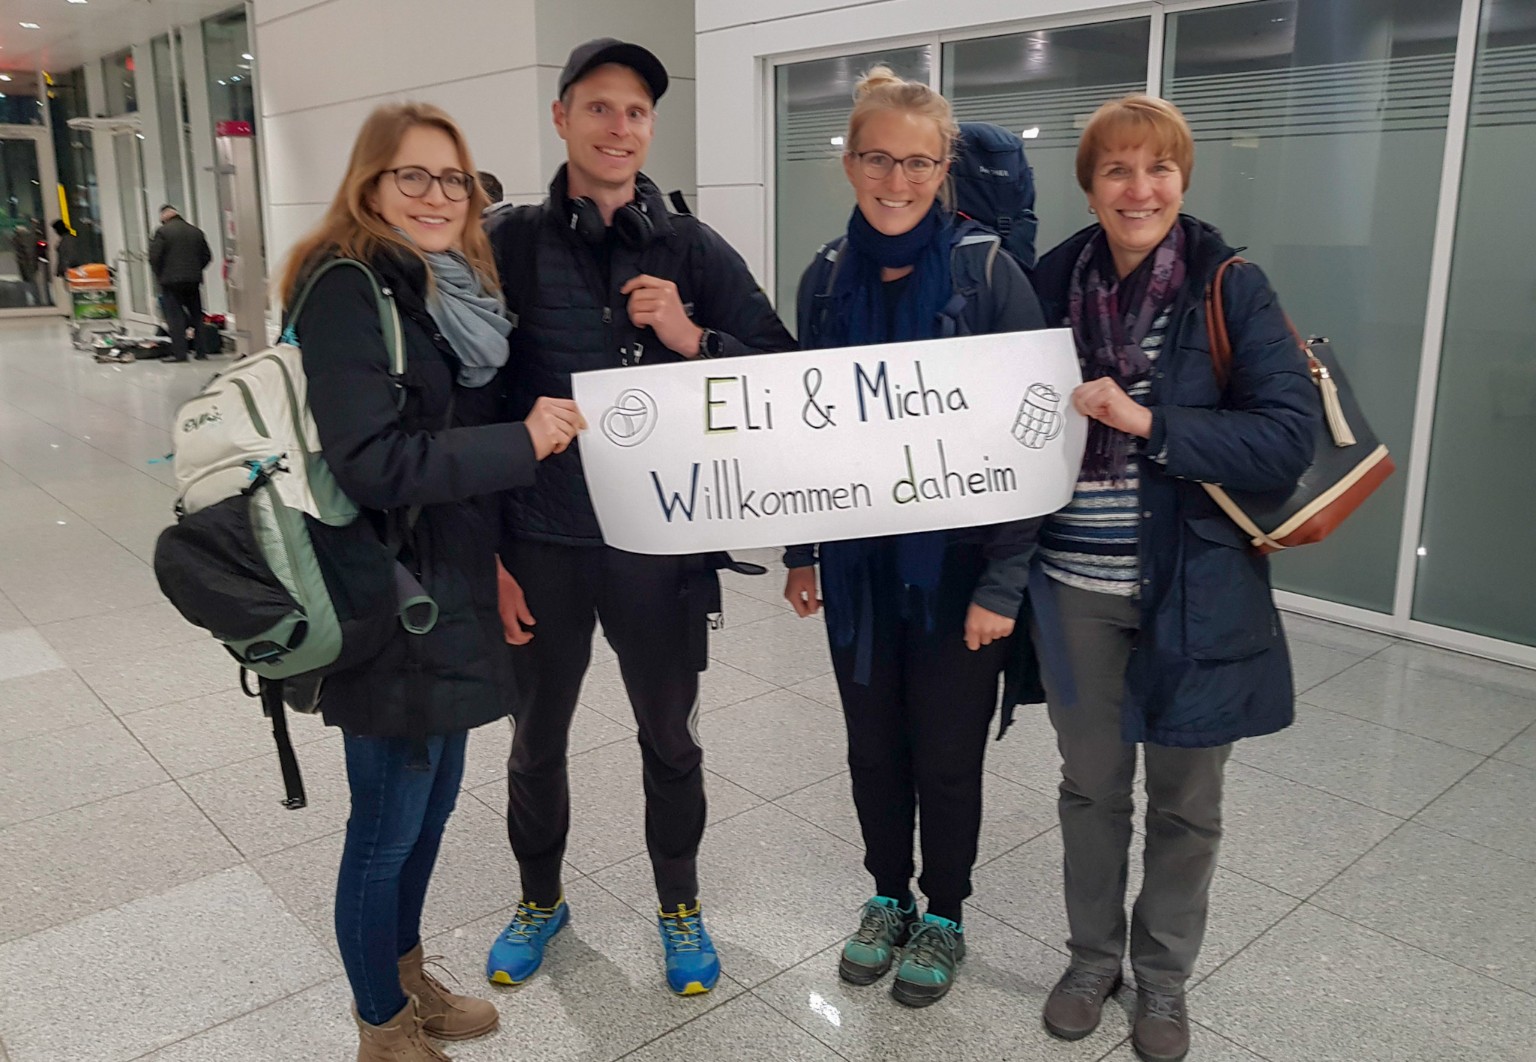 Eli & Micha
Willkommen daheim